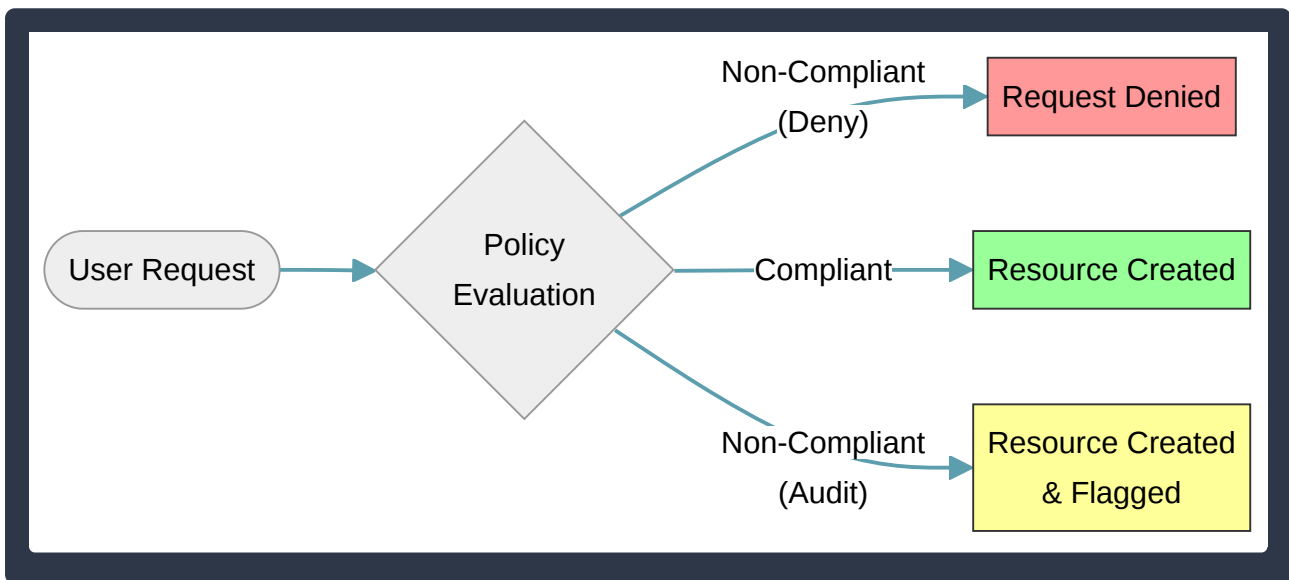 User Request
Policy
Evaluation
Non-Compliant
(Deny)
Request Denied
Compliant
Resource Created
Non-Compliant
(Audit)
Resource Created
& Flagged